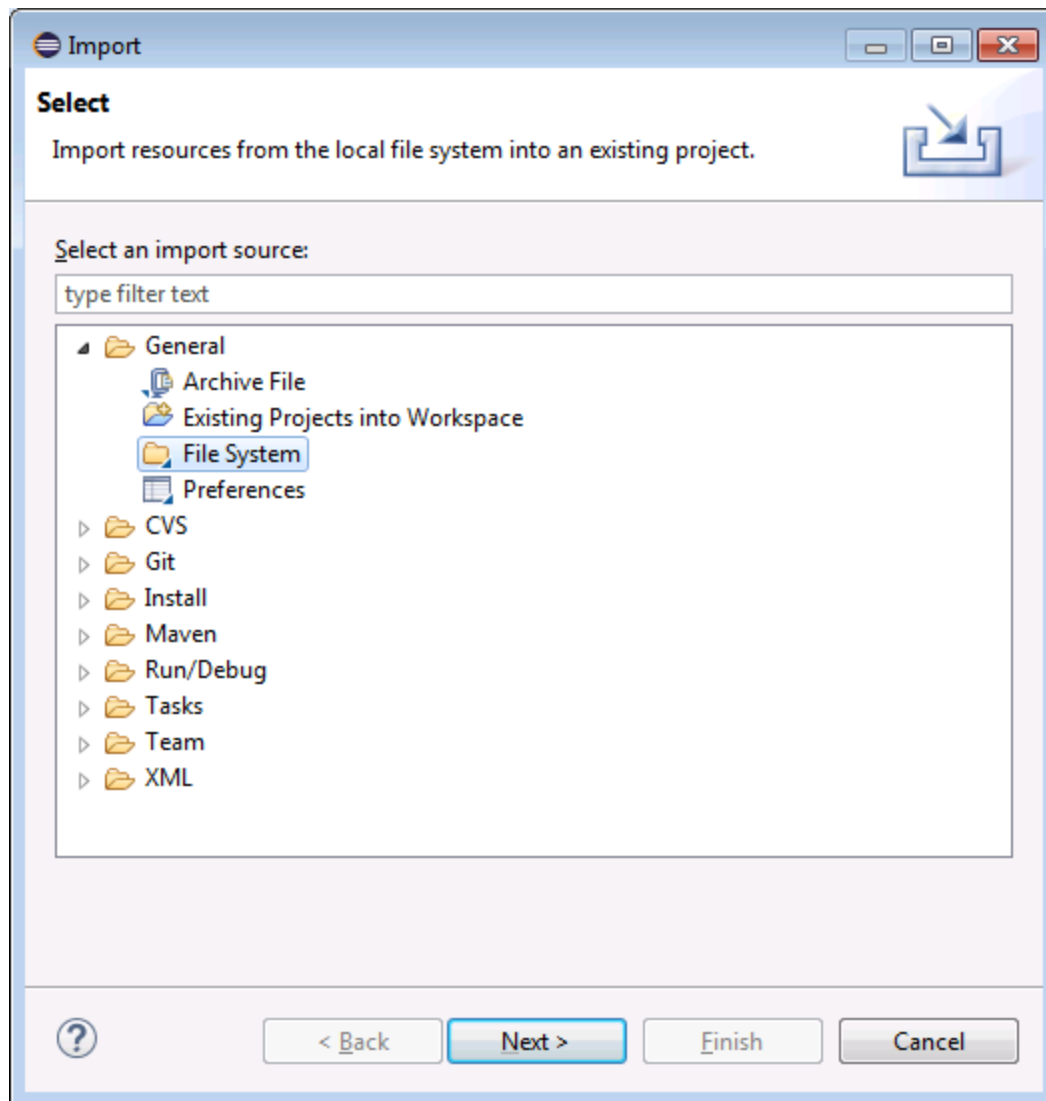 Import
Select
Import resources from the local file system into an existing project.
Select an import source:
type filter text
General
Archive File
Existing Projects into Workspace
File System
Preferences
CVS
Git
Install
Maven
Run/Debug
Tasks
Team
XML
?
< Back
Next >
Finish
Cancel